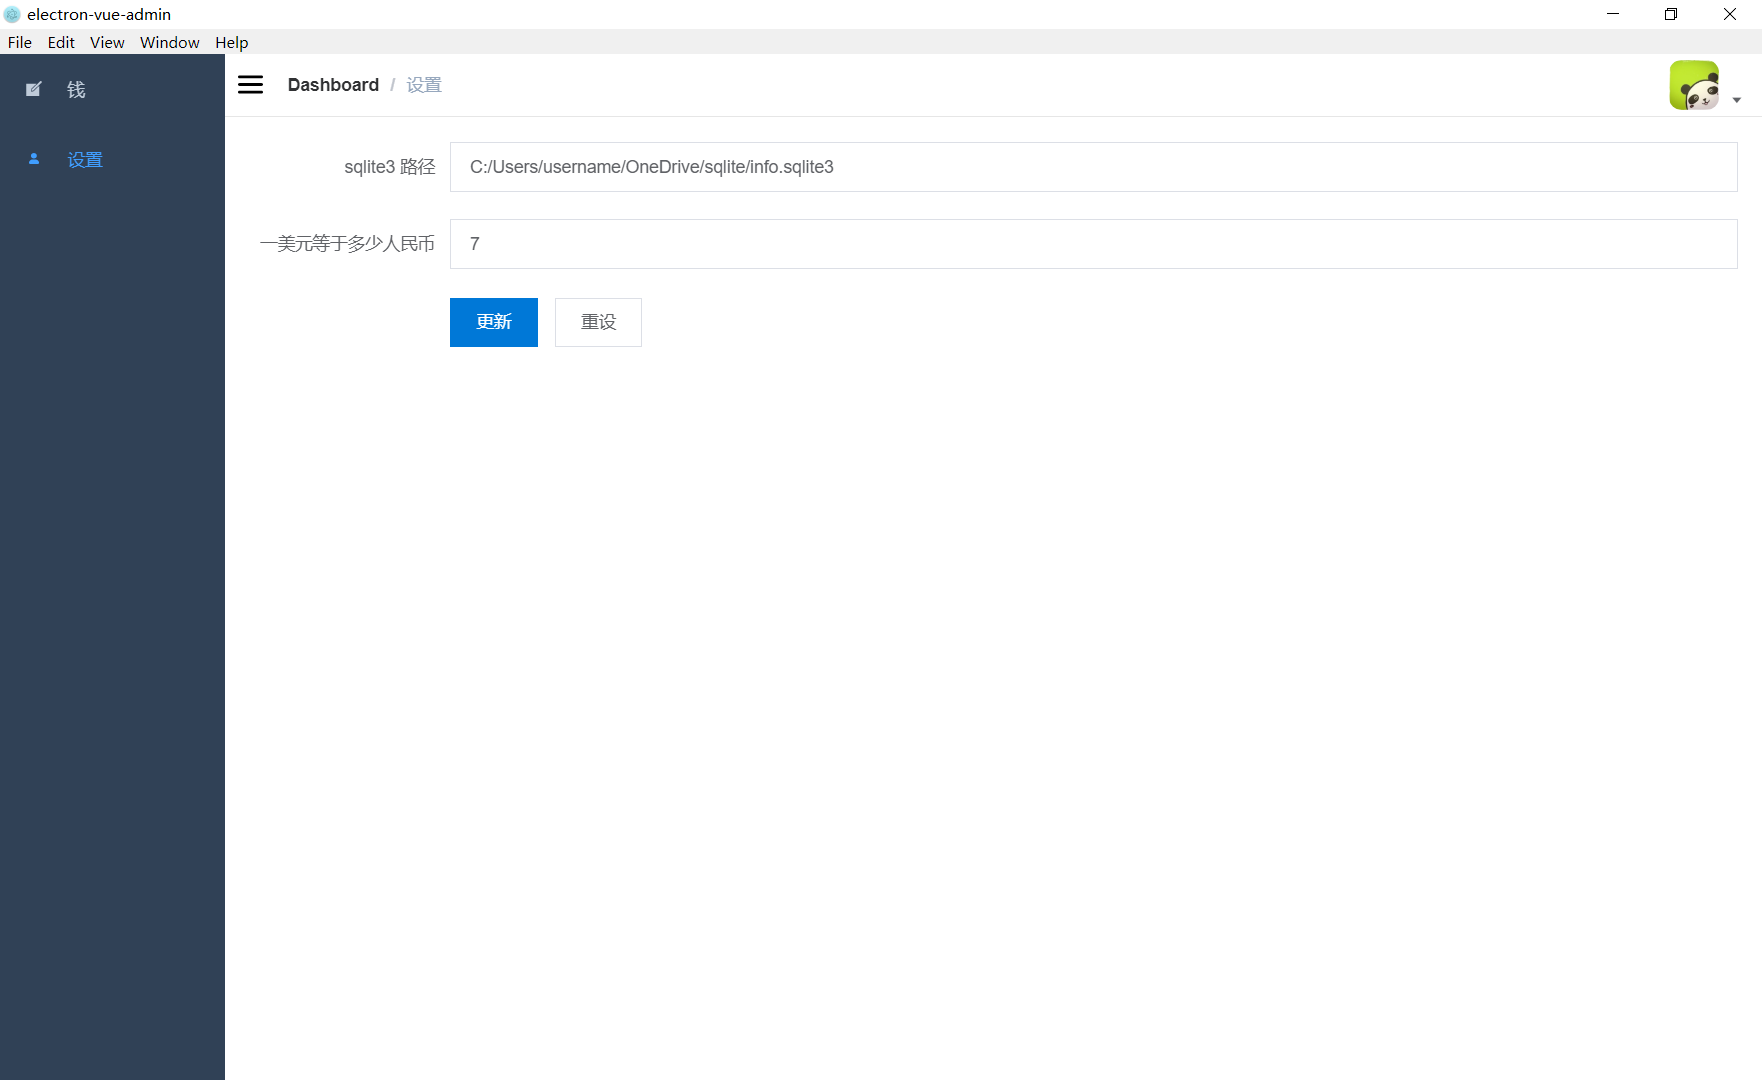 electron-vue-admin
File Edit View Window Help
钱
设置
Dashboard / 设置
sqlite3 路径 C:/Users/username/OneDrive/sqlite/info.sqlite3
一美元等于多少人民币 7
更新 重设